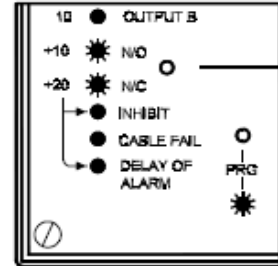 10 OUTPUT B
+10 N/O
+20 N/C
INHIBIT
CABLE FAIL
DELAY OF
ALARM
PRG